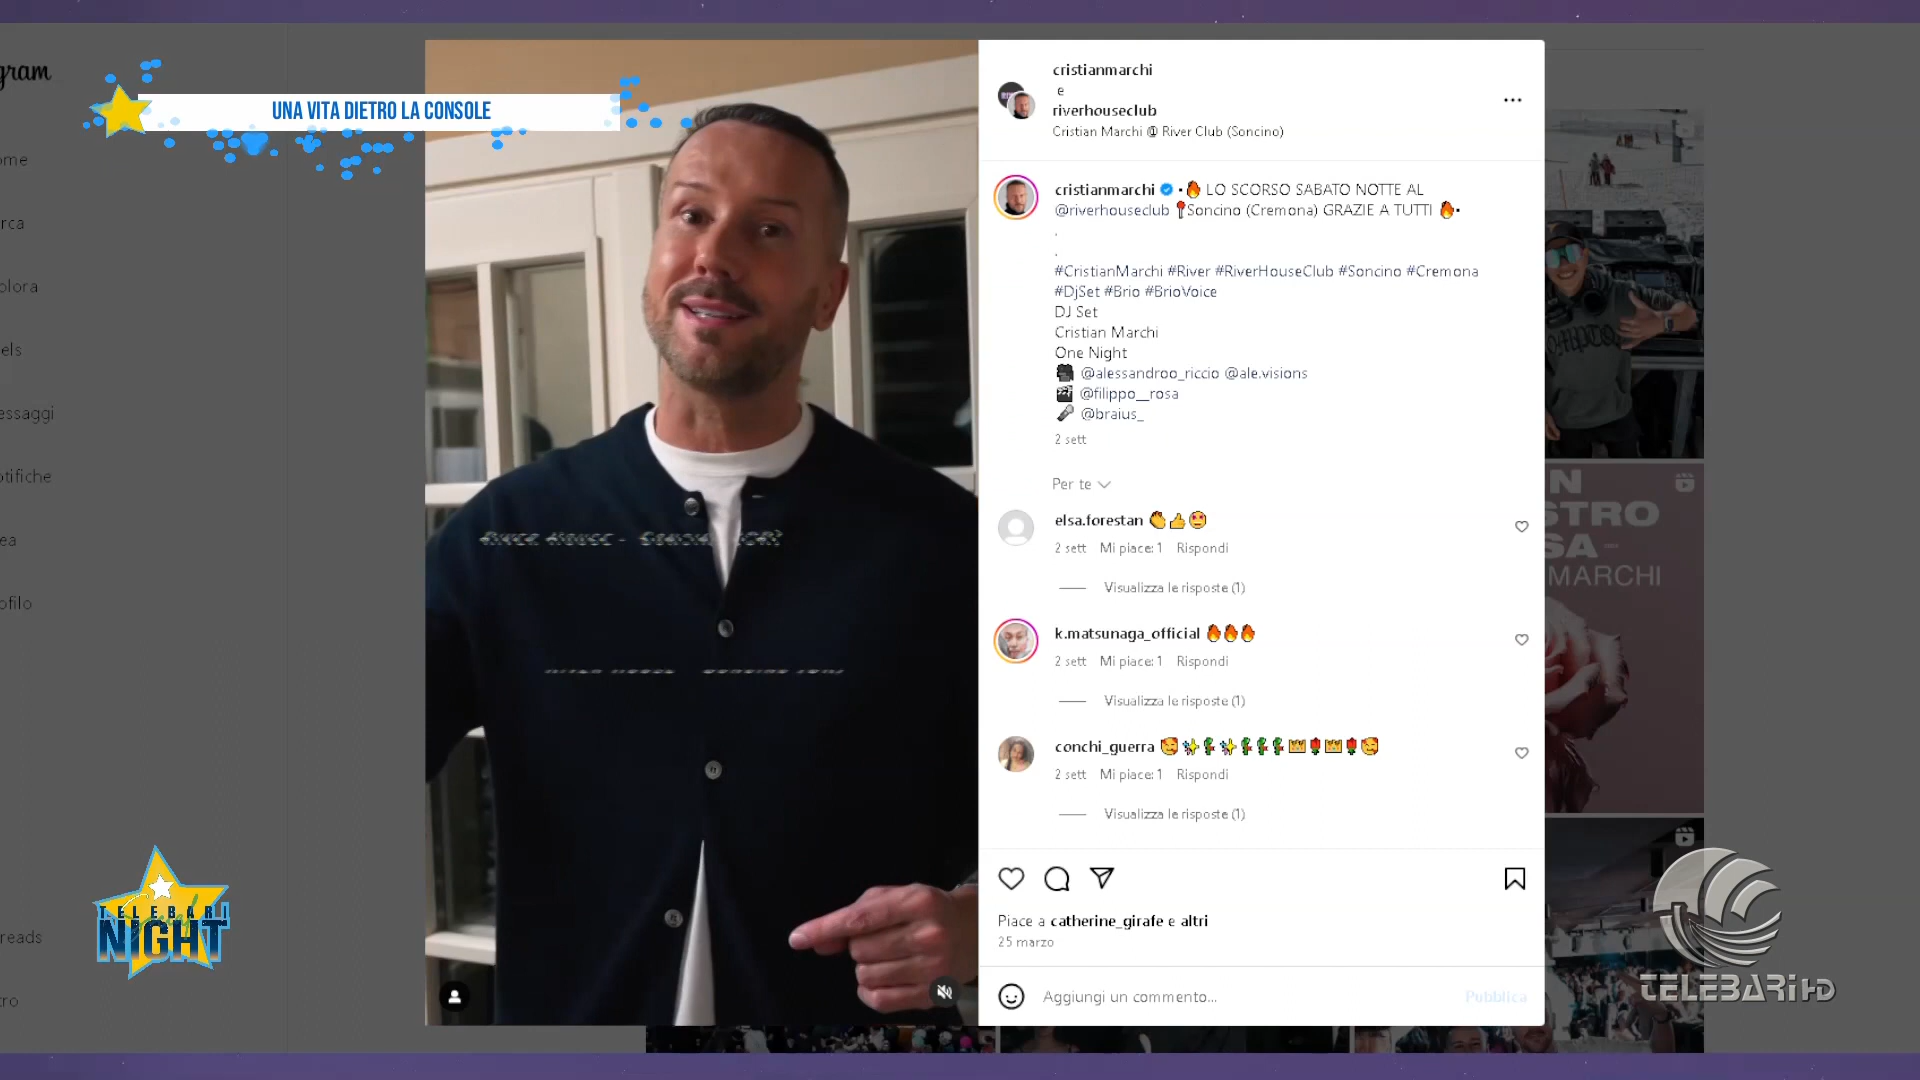 gram
UNA VITA DIETRO LA CONSOLE
ome
rca
plora
els
essaggi
otifiche
ea
ofilo
reads
tro
TELEBARI
NIGHT
cristianmarchi
e
riverhouseclub
Cristian Marchi @ River Club (Soncino)
cristianmarchi • LO SCORSO SABATO NOTTE AL
@riverhouseclub 📍Soncino (Cremona) GRAZIE A TUTTI 🔥•
.
.
#CristianMarchi #River #RiverHouseClub #Soncino #Cremona
#DjSet #Brio #BrioVoice
DJ Set
Cristian Marchi
One Night
🎥 @alessandroo_riccio @ale.visions
🎬 @filippo__rosa
🎤 @braius_
2 sett
Per te
elsa.forestan 👏👍😍
2 sett Mi piace: 1 Rispondi
Visualizza le risposte (1)
k.matsunaga_official 🔥🔥🔥
2 sett Mi piace: 1 Rispondi
Visualizza le risposte (1)
conchi_guerra
2 sett Mi piace: 1 Rispondi
Visualizza le risposte (1)
Piace a catherine_girafe e altri
25 marzo
Aggiungi un commento...
Pubblica
N
STRO
SA
MARCHI
TELEBARI HD